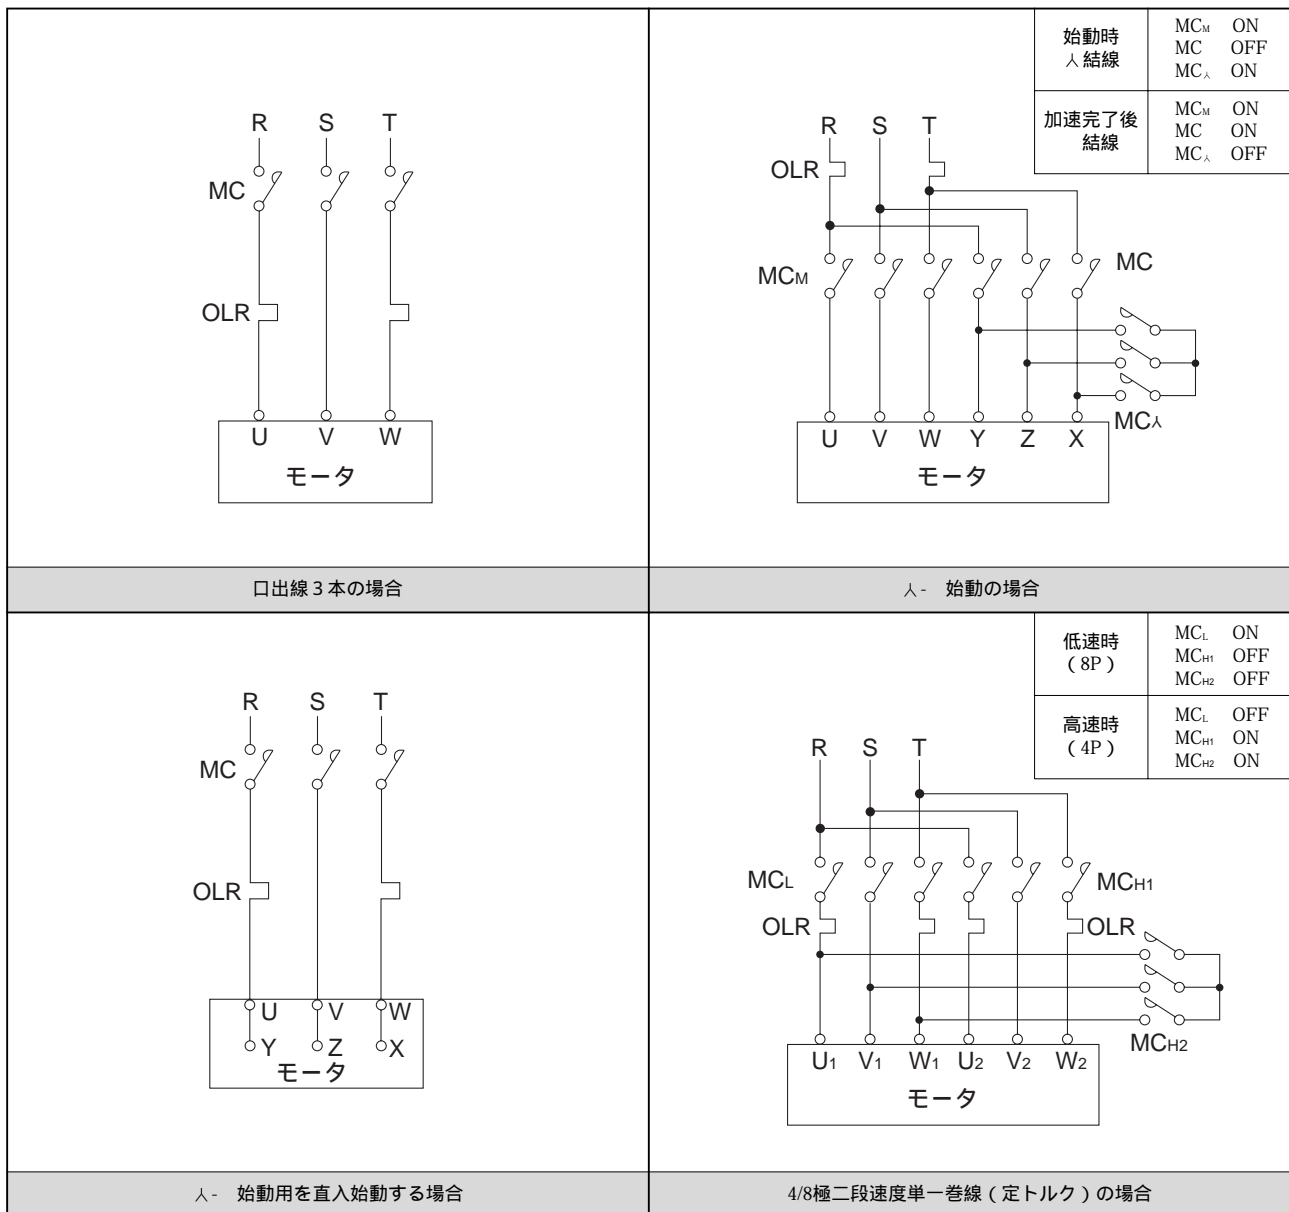 R S T
MC
OLR
U V W
モータ
口出線3本の場合
始動時
人結線
MCM ON
MC OFF
MC人 ON
加速完了後
結線
MCM ON
MC ON
MC人 OFF
R S T
OLR
MCM
MC
MC人
U V W Y Z X
モータ
人- 始動の場合
R S T
MC
OLR
U V W
Y Z X
モータ
人- 始動用を直入始動する場合
低速時
(8P)
MCL ON
MCH1 OFF
MCH2 OFF
高速時
(4P)
MCL OFF
MCH1 ON
MCH2 ON
R S T
MCL
MCH1
OLR
OLR
MCH2
U1 V1 W1 U2 V2 W2
モータ
4/8極二段速度単一巻線(定トルク)の場合